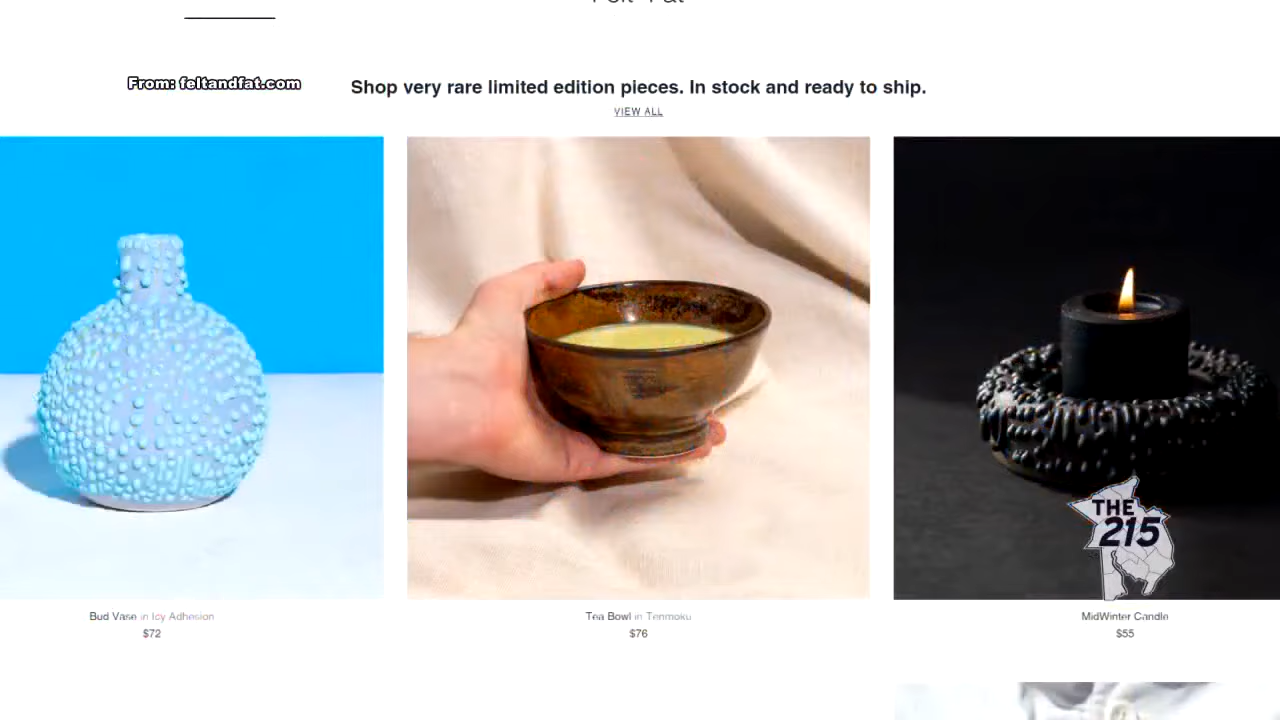 From: feltandfat.com
Shop very rare limited edition pieces. In stock and ready to ship.
VIEW ALL
THE
215
Bud Vase in Icy Adhesion
$72
Tea Bowl in Tenmoku
$76
MidWinter Candle
$55